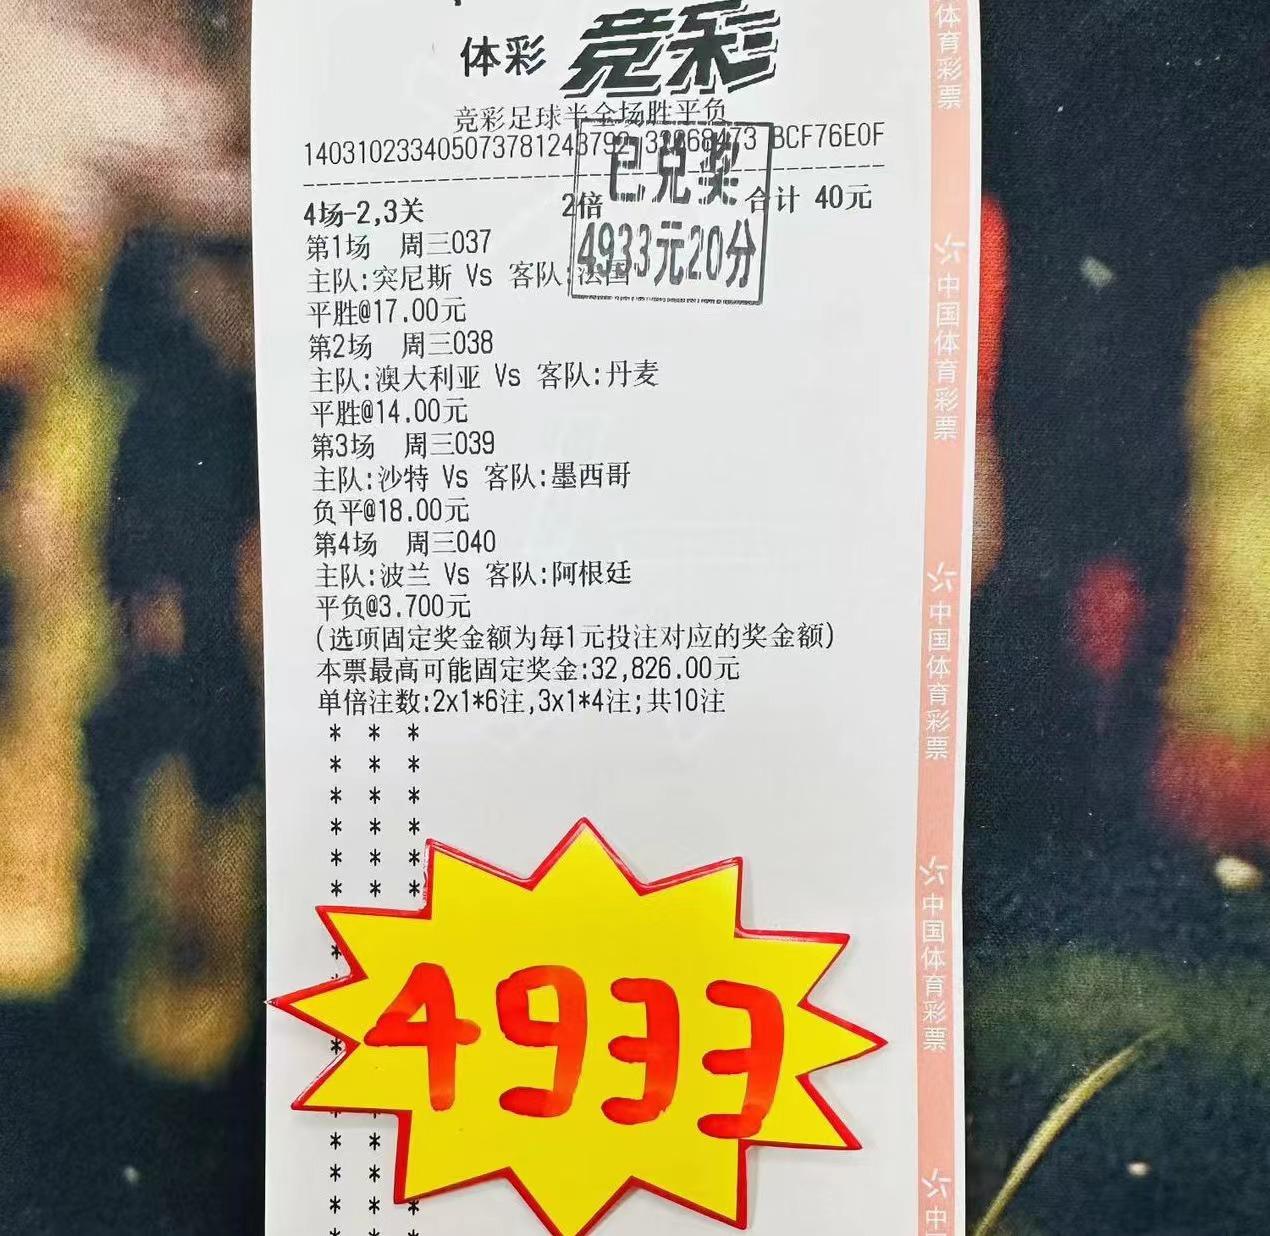 体彩 竞彩
竞彩足球半全场胜平负
140310233405073781243792 32268473 BCF76E0F
已兑奖
4933元20分
4场-2,3关 2倍 合计 40元
第1场 周三037
主队:突尼斯 Vs 客队:法国
平胜@17.00元
第2场 周三038
主队:澳大利亚 Vs 客队:丹麦
平胜@14.00元
第3场 周三039
主队:沙特 Vs 客队:墨西哥
负平@18.00元
第4场 周三040
主队:波兰 Vs 客队:阿根廷
平负@3.700元
(选项固定奖金额为每1元投注对应的奖金额)
本票最高可能固定奖金:32,826.00元
单倍注数:2x1*6注,3x1*4注;共10注
* * *
* * *
* * *
* * *
* * *
* * *
4933
* * *
* * *
* * *
体育彩票
中国体育彩票
中国体育彩票
中国体育彩票
中